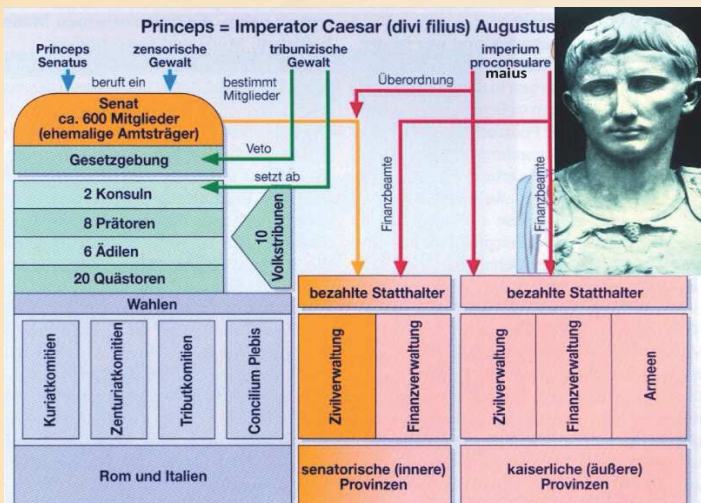 Princeps = Imperator Caesar (divi filius) Augustus
Princeps
Senatus
zensorische
Gewalt
tribunizische
Gewalt
imperium
proconsulare
maius
beruft ein
bestimmt
Mitglieder
Überordnung
Senat
ca. 600 Mitglieder
(ehemalige Amtsträger)
Gesetzgebung
Veto
setzt ab
2 Konsuln
8 Prätoren
6 Ädilen
20 Quästoren
10
Volkstribunen
Finanzbeamte
Finanzbeamte
Wahlen
Kuriatkomitien
Zenturiatkomitien
Tributkomitien
Concilium Plebis
Rom und Italien
bezahlte Statthalter
Zivilverwaltung
Finanzverwaltung
senatorische (innere)
Provinzen
bezahlte Statthalter
Zivilverwaltung
Finanzverwaltung
Armeen
kaiserliche (äußere)
Provinzen